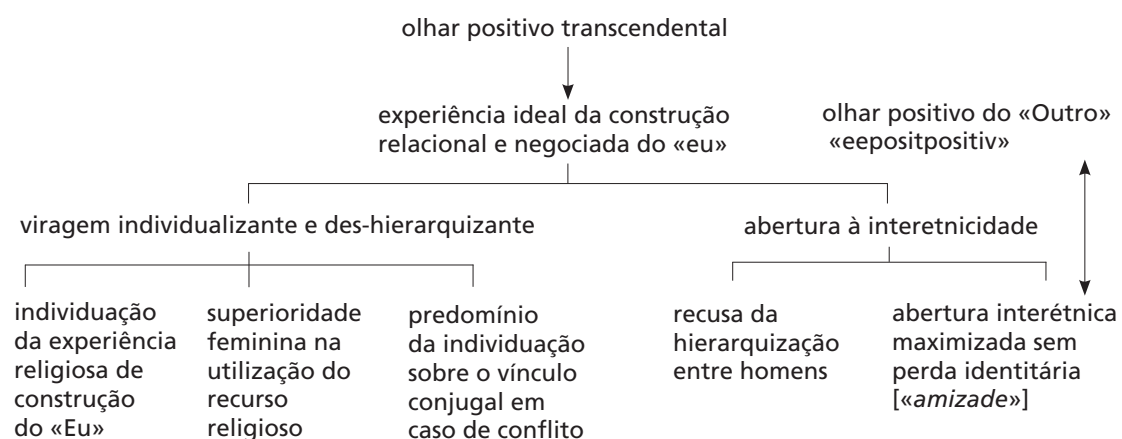 olhar positivo transcendental
experiência ideal da construção
relacional e negociada do «eu»
olhar positivo do «Outro»
«eepositpositiv»
viragem individualizante e des-hierarquizante
abertura à interetnicidade
individuação
da experiência
religiosa de
construção
do «Eu»
superioridade
feminina na
utilização do
recurso
religioso
predomínio
da individuação
sobre o vínculo
conjugal em
caso de conflito
recusa da
hierarquização
entre homens
abertura interétnica
maximizada sem
perda identitária
[«amizade»]